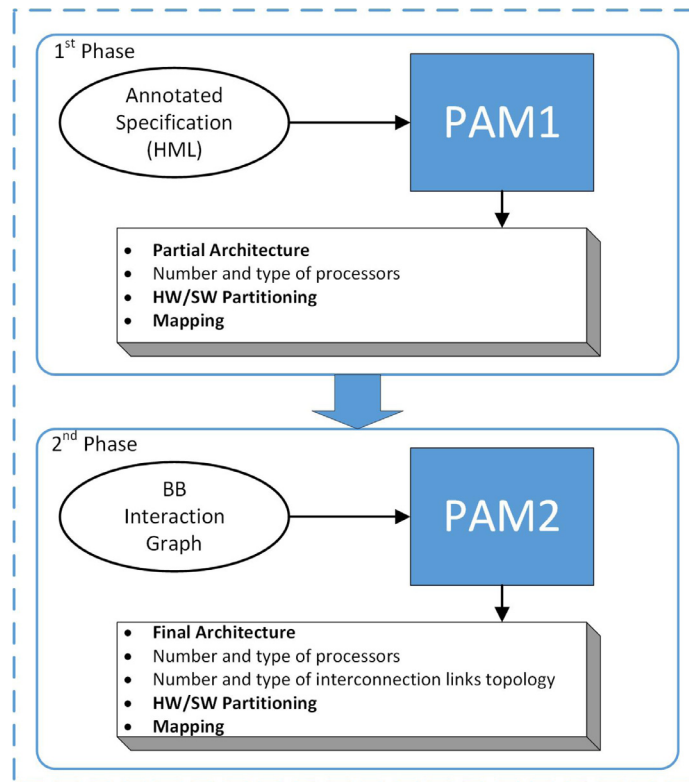 1st Phase
Annotated
Specification
(HML)
PAM1
• Partial Architecture
• Number and type of processors
• HW/SW Partitioning
• Mapping
2nd Phase
BB
Interaction
Graph
PAM2
• Final Architecture
• Number and type of processors
• Number and type of interconnection links topology
• HW/SW Partitioning
• Mapping